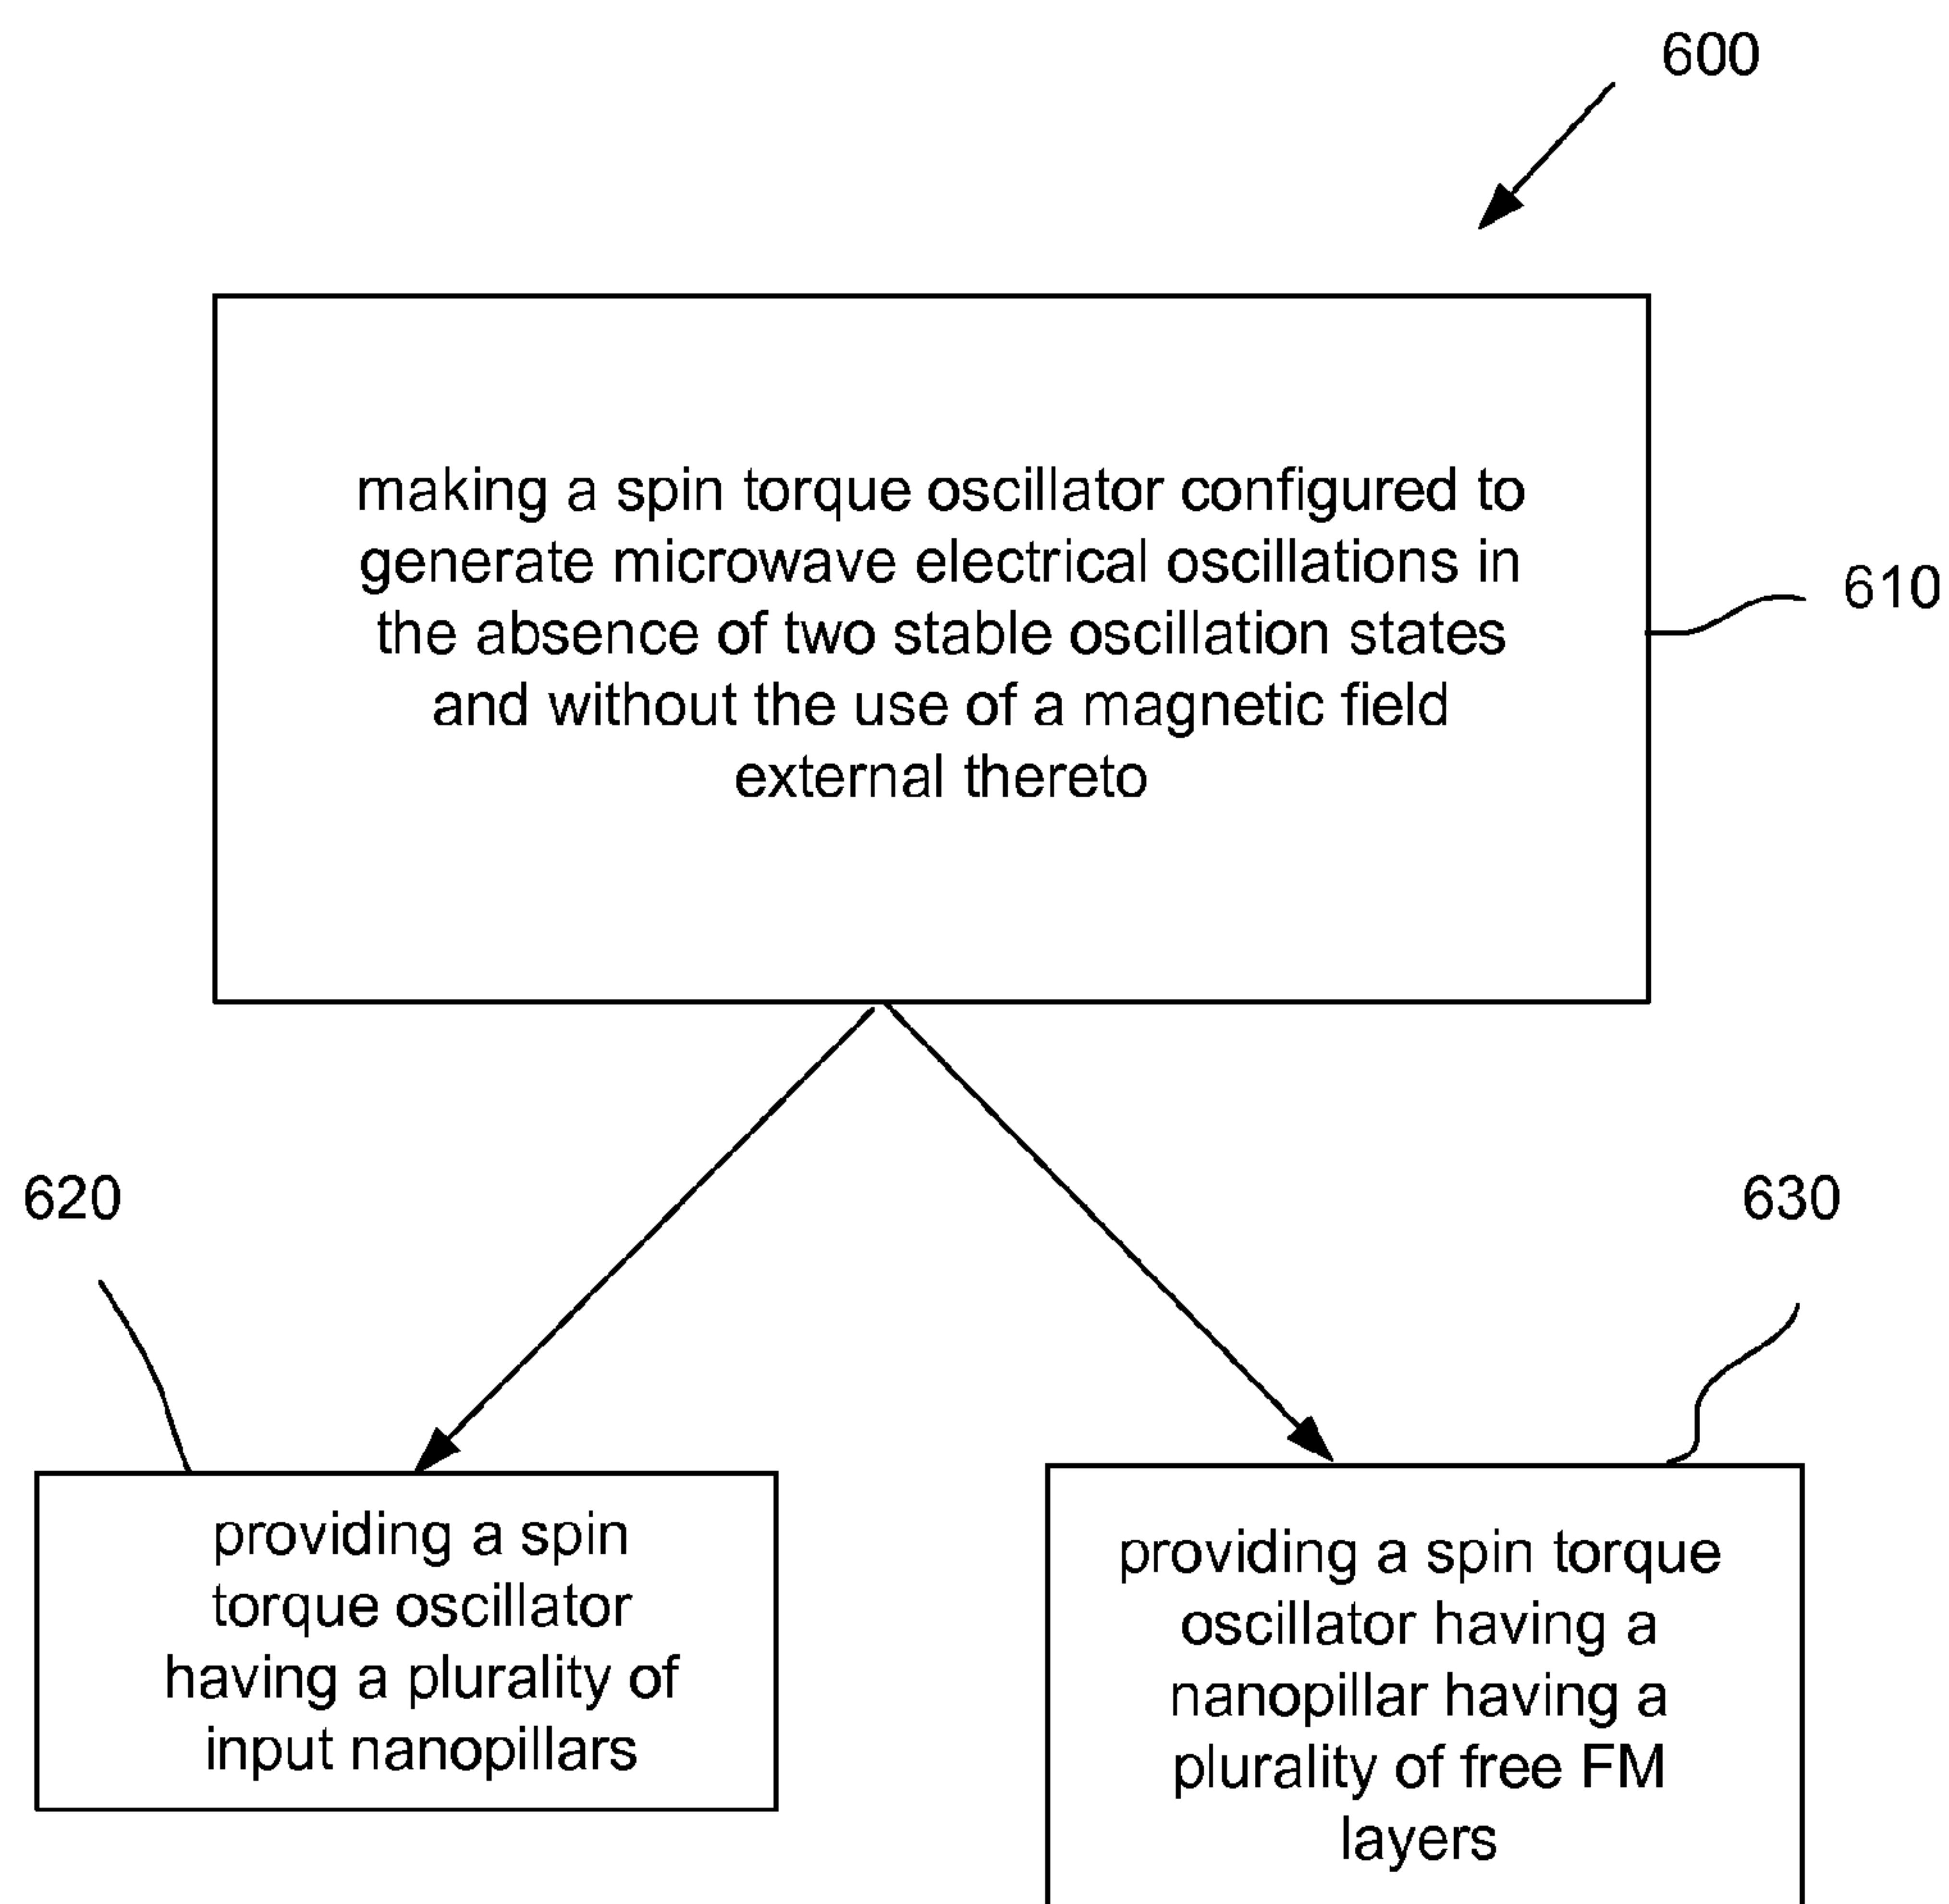 600
making a spin torque oscillator configured to
generate microwave electrical oscillations in
the absence of two stable oscillation states
and without the use of a magnetic field
external thereto
610
620
630
providing a spin
torque oscillator
having a plurality of
input nanopillars
providing a spin torque
oscillator having a
nanopillar having a
plurality of free FM
layers